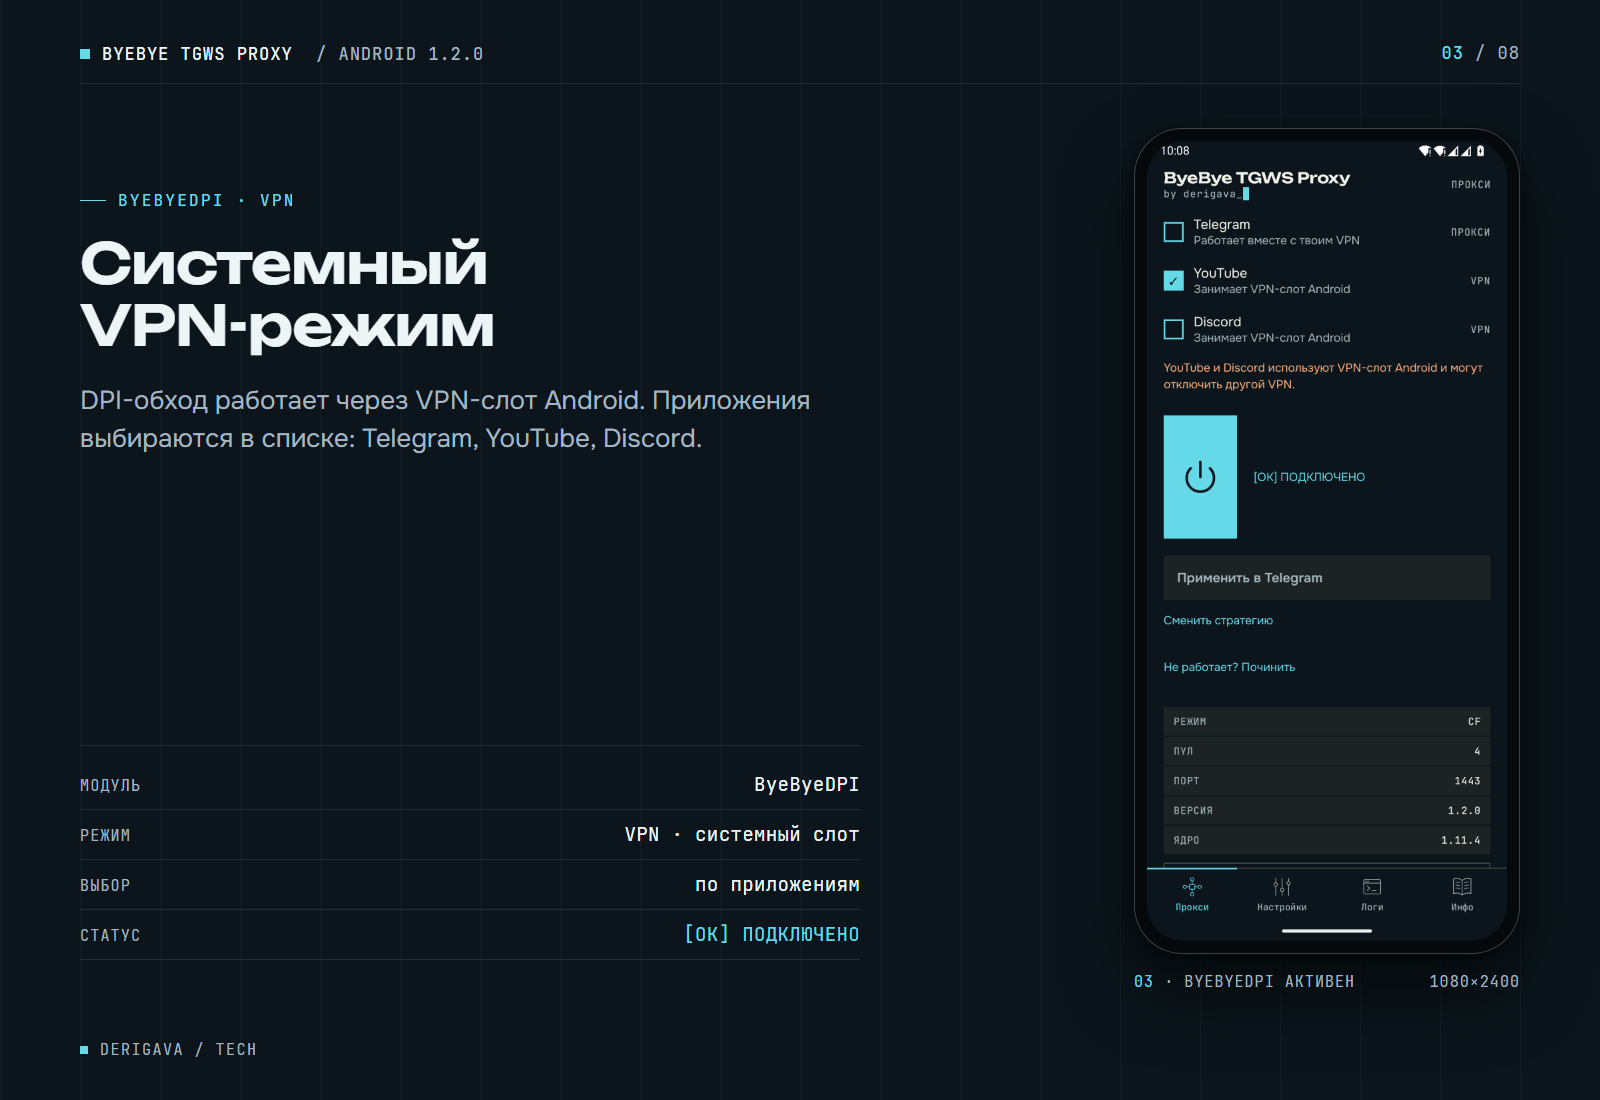 BYEBYE TGWS PROXY / ANDROID 1.2.0
03 / 08
BYEBYEDPI · VPN
Системный
VPN-режим
DPI-обход работает через VPN-слот Android. Приложения
выбираются в списке: Telegram, YouTube, Discord.
МОДУЛЬ ByeByeDPI
РЕЖИМ VPN · системный слот
ВЫБОР по приложениям
СТАТУС [OK] ПОДКЛЮЧЕНО
DERIGAVA / TECH
10:08
ByeBye TGWS Proxy
ПРОКСИ
by derigava_
Telegram
Работает вместе с твоим VPN
ПРОКСИ
YouTube
Занимает VPN-слот Android
VPN
Discord
Занимает VPN-слот Android
VPN
YouTube и Discord используют VPN-слот Android и могут
отключить другой VPN.
[OK] ПОДКЛЮЧЕНО
Применить в Telegram
Сменить стратегию
Не работает? Починить
РЕЖИМ CF
ПУЛ 4
ПОРТ 1443
ВЕРСИЯ 1.2.0
ЯДРО 1.11.4
Прокси Настройки Логи Инфо
03 · BYEBYEDPI АКТИВЕН 1080×2400